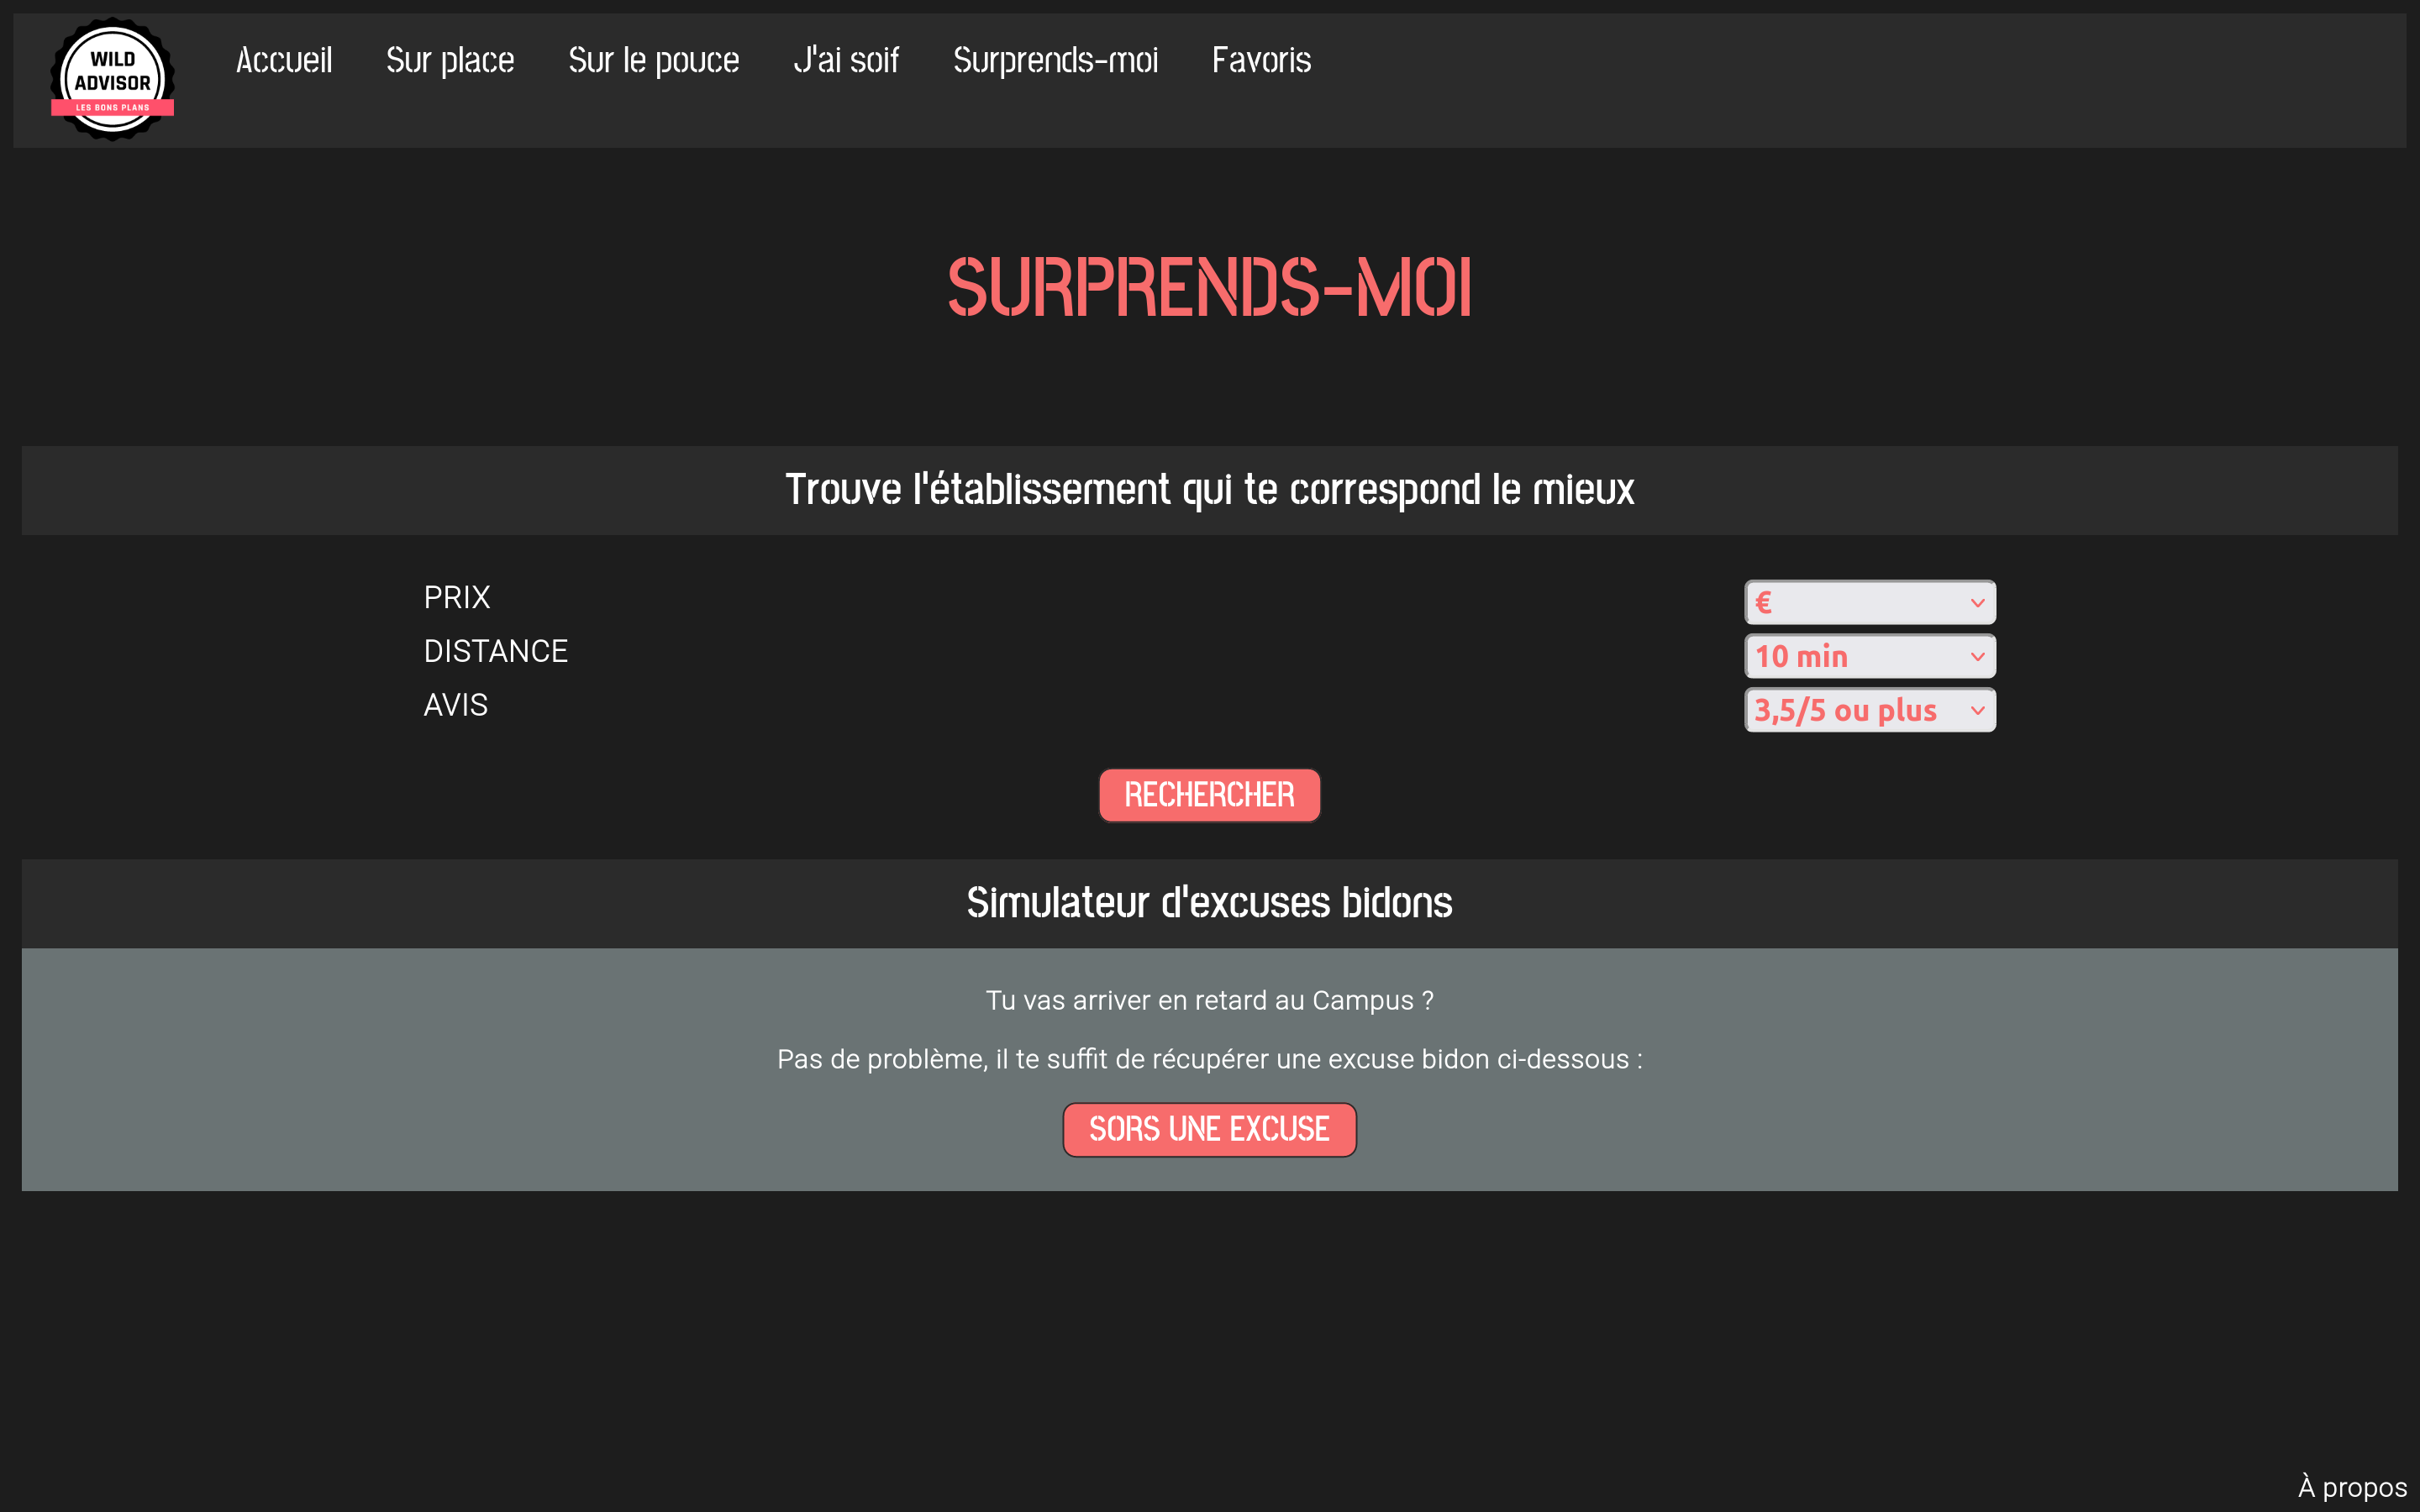 WILD
ADVISOR
LES BONS PLANS
Accueil Sur place Sur le pouce J'ai soif Surprends-moi Favoris
SURPRENDS-MOI
Trouve l'établissement qui te correspond le mieux
PRIX €
DISTANCE 10 min
AVIS 3,5/5 ou plus
RECHERCHER
Simulateur d'excuses bidons
Tu vas arriver en retard au Campus ?
Pas de problème, il te suffit de récupérer une excuse bidon ci-dessous :
SORS UNE EXCUSE
À propos